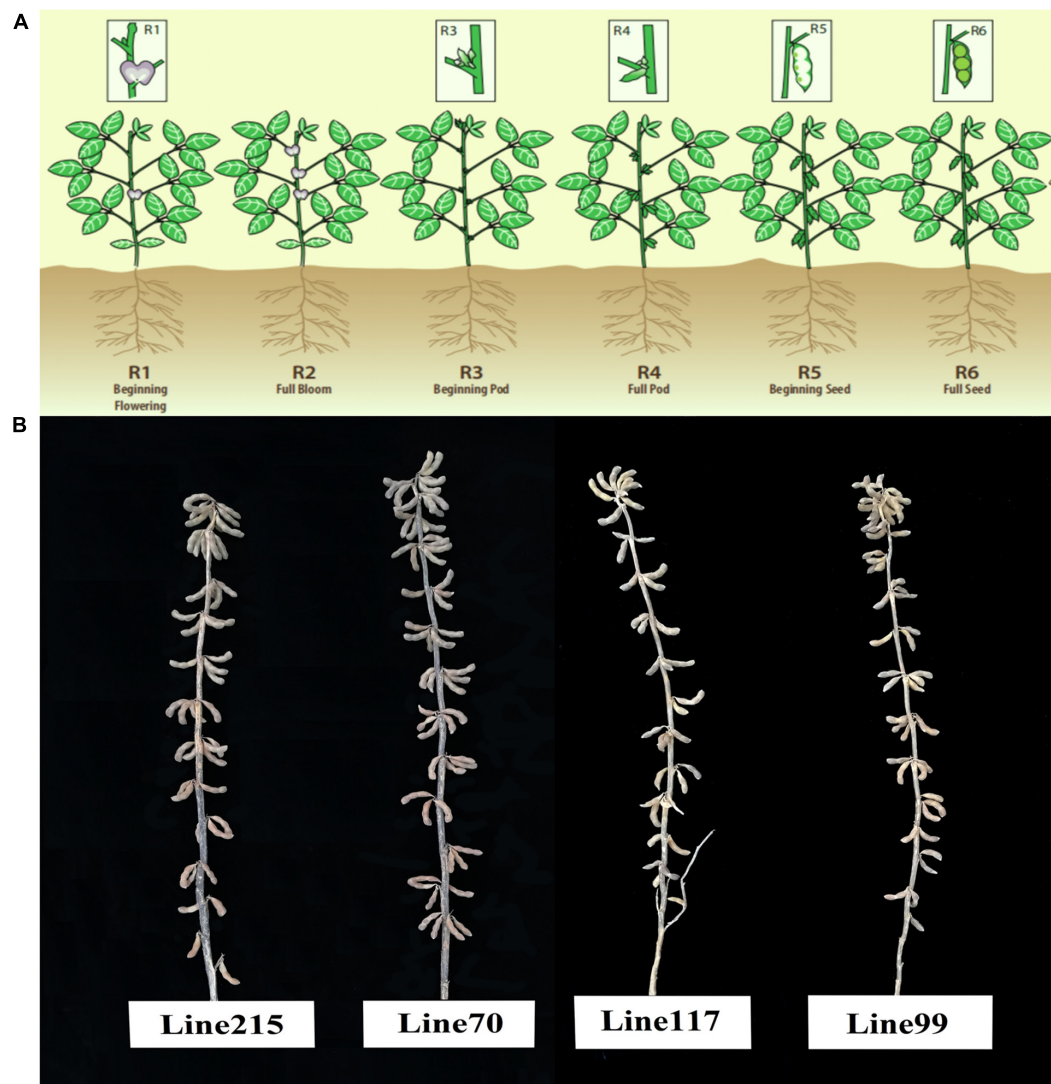 A
R1
R3
R4
R5
R6
R1
Beginning
Flowering
R2
Full Bloom
R3
Beginning Pod
R4
Full Pod
R5
Beginning Seed
R6
Full Seed
B
Line215
Line70
Line117
Line99